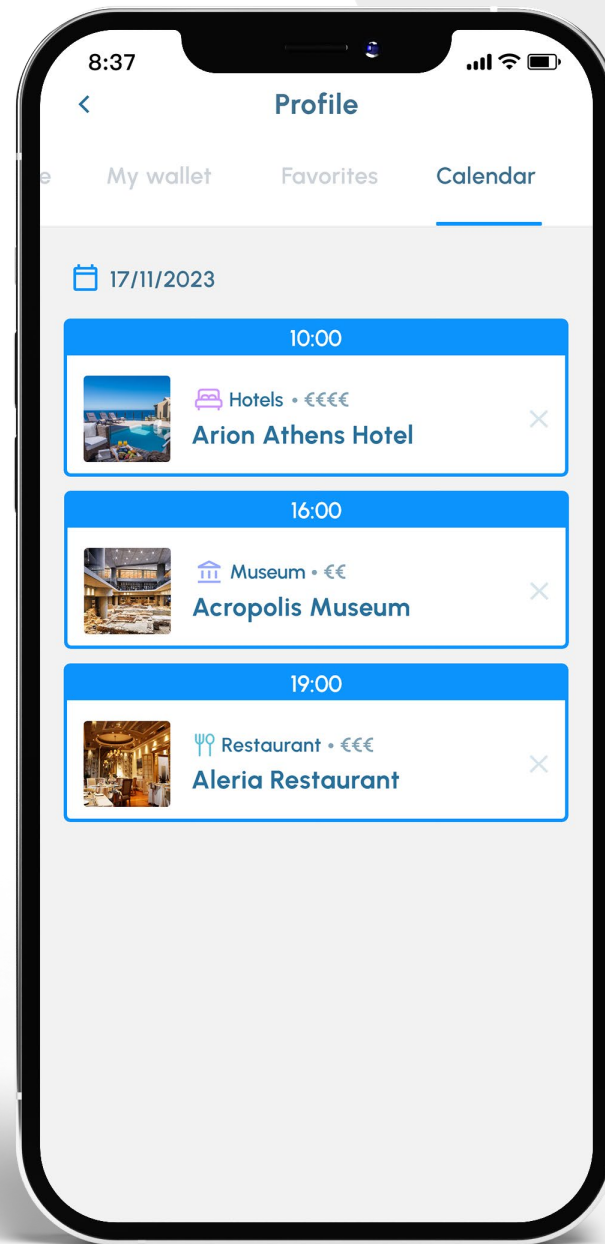 8:37
Profile
e My wallet Favorites Calendar
17/11/2023
10:00
Hotels • €€€€
Arion Athens Hotel
16:00
Museum • €€
Acropolis Museum
19:00
Restaurant • €€€
Aleria Restaurant